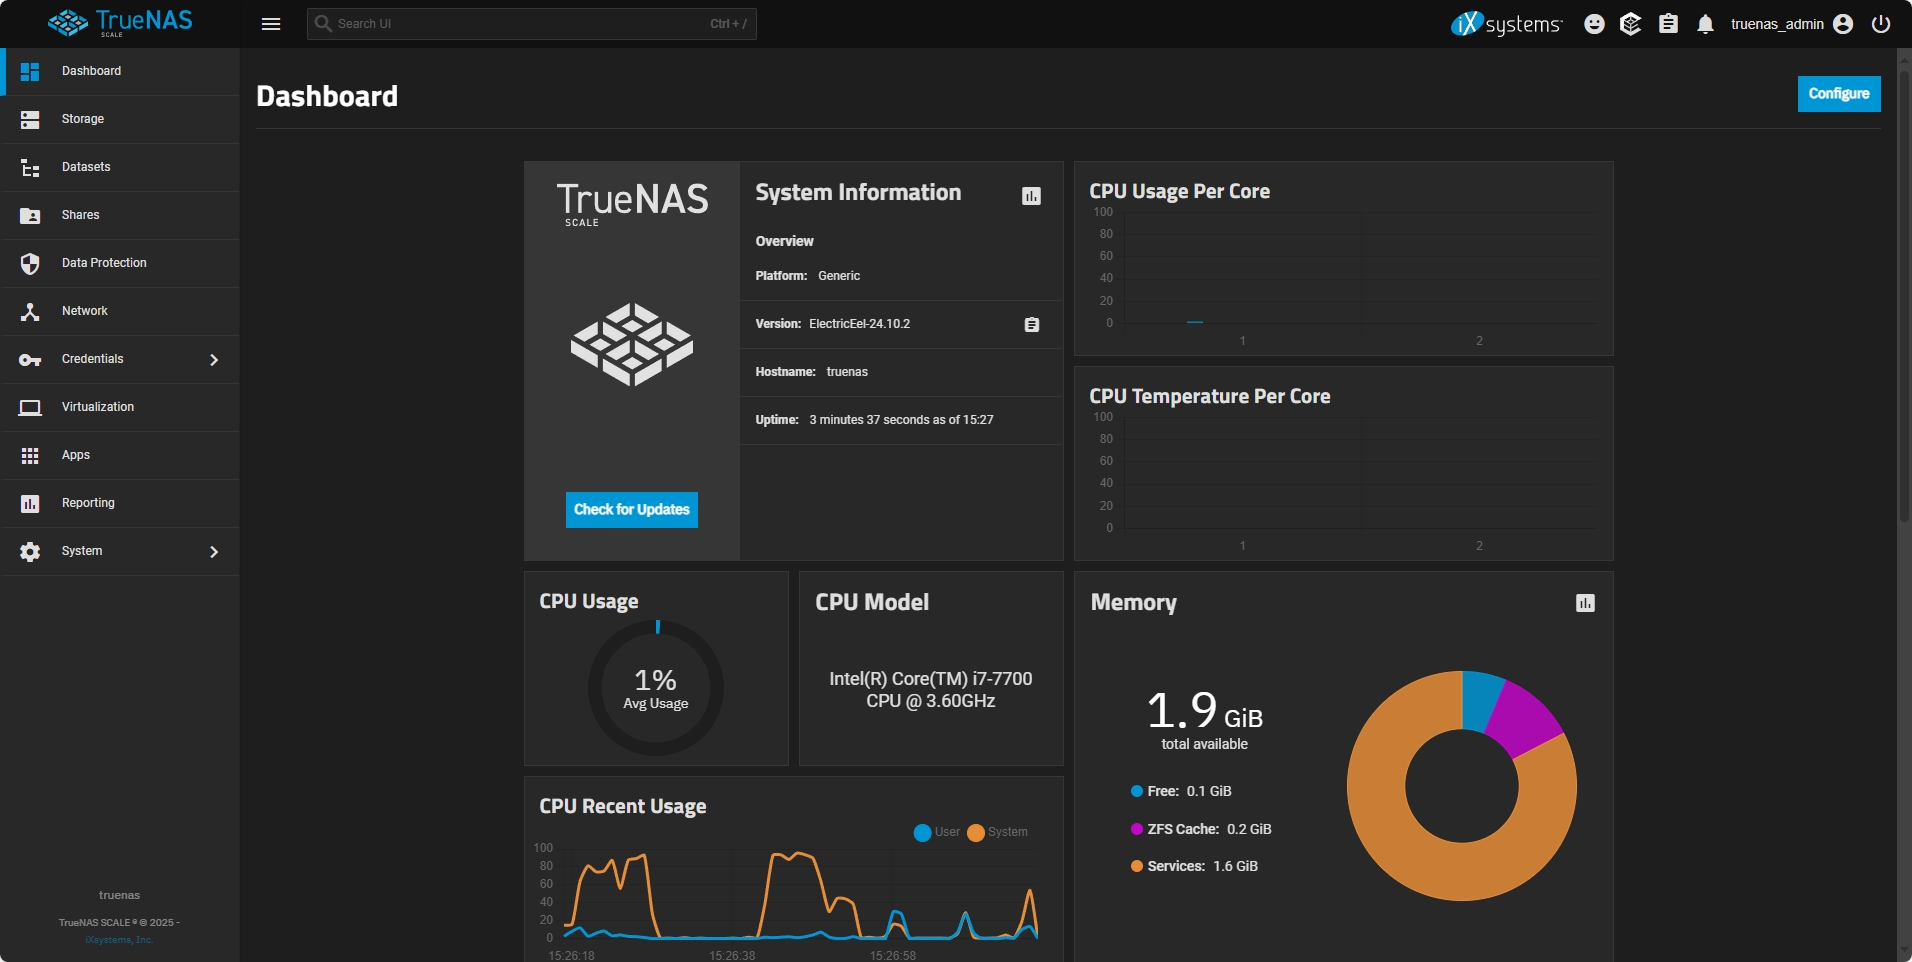 TrueNAS
SCALE
Search UI
Ctrl + /
iXsystems
truenas_admin
Dashboard
Storage
Datasets
Shares
Data Protection
Network
Credentials
Virtualization
Apps
Reporting
System
truenas
TrueNAS SCALE ® © 2025 -
iXsystems, Inc.
Dashboard
Configure
TrueNAS
SCALE
Check for Updates
System Information
Overview
Platform: Generic
Version: ElectricEel-24.10.2
Hostname: truenas
Uptime: 3 minutes 37 seconds as of 15:27
CPU Usage Per Core
100
80
60
40
20
0
1 2
CPU Temperature Per Core
100
80
60
40
20
0
1 2
CPU Usage
1%
Avg Usage
CPU Model
Intel(R) Core(TM) i7-7700
CPU @ 3.60GHz
Memory
1.9 GiB
total available
Free: 0.1 GiB
ZFS Cache: 0.2 GiB
Services: 1.6 GiB
CPU Recent Usage
User System
100
80
60
40
20
0
15:26:18 15:26:38 15:26:58